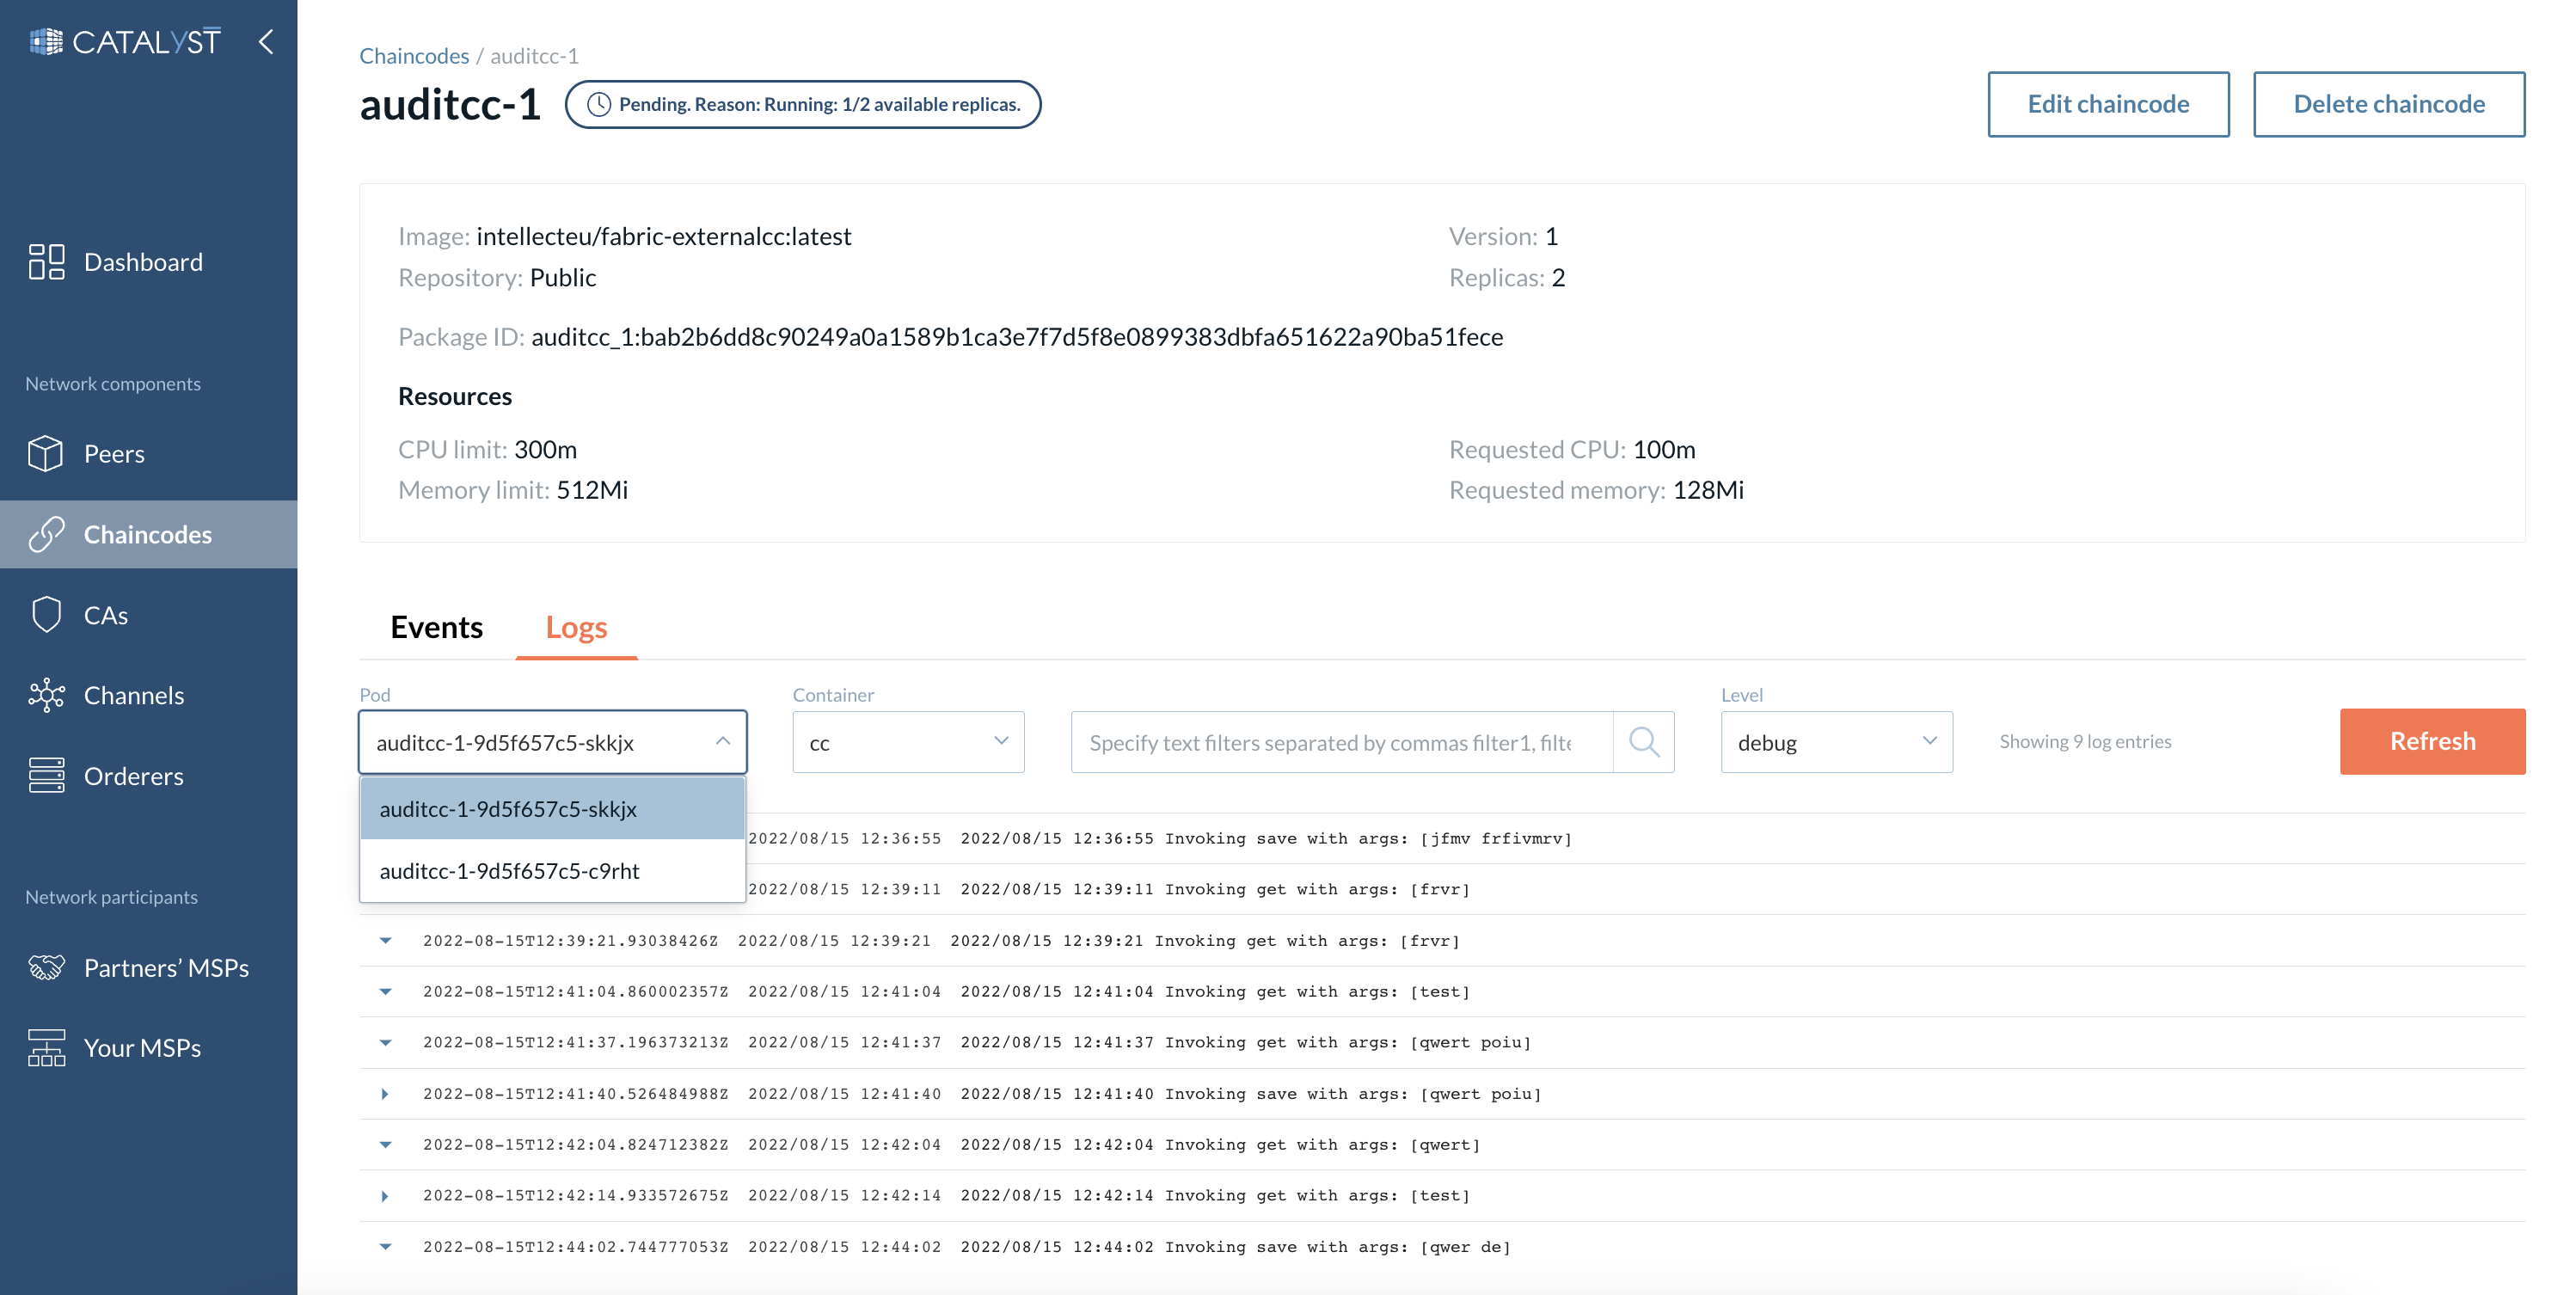 CATALYST
Dashboard
Network components
Peers
Chaincodes
CAs
Channels
Orderers
Network participants
Partners’ MSPs
Your MSPs
Chaincodes / auditcc-1
auditcc-1
Pending. Reason: Running: 1/2 available replicas.
Edit chaincode
Delete chaincode
Image: intellecteu/fabric-externalcc:latest
Version: 1
Repository: Public
Replicas: 2
Package ID: auditcc_1:bab2b6dd8c90249a0a1589b1ca3e7f7d5f8e0899383dbfa651622a90ba51fece
Resources
CPU limit: 300m
Requested CPU: 100m
Memory limit: 512Mi
Requested memory: 128Mi
Events
Logs
Pod
Container
Level
auditcc-1-9d5f657c5-skkjx
cc
Specify text filters separated by commas filter1, filte
debug
Showing 9 log entries
Refresh
auditcc-1-9d5f657c5-skkjx
auditcc-1-9d5f657c5-c9rht
2022/08/15 12:36:55 2022/08/15 12:36:55 Invoking save with args: [jfmv frfivmrv]
2022/08/15 12:39:11 2022/08/15 12:39:11 Invoking get with args: [frvr]
2022-08-15T12:39:21.93038426Z 2022/08/15 12:39:21 2022/08/15 12:39:21 Invoking get with args: [frvr]
2022-08-15T12:41:04.860002357Z 2022/08/15 12:41:04 2022/08/15 12:41:04 Invoking get with args: [test]
2022-08-15T12:41:37.196373213Z 2022/08/15 12:41:37 2022/08/15 12:41:37 Invoking get with args: [qwert poiu]
2022-08-15T12:41:40.526484988Z 2022/08/15 12:41:40 2022/08/15 12:41:40 Invoking save with args: [qwert poiu]
2022-08-15T12:42:04.824712382Z 2022/08/15 12:42:04 2022/08/15 12:42:04 Invoking get with args: [qwert]
2022-08-15T12:42:14.933572675Z 2022/08/15 12:42:14 2022/08/15 12:42:14 Invoking get with args: [test]
2022-08-15T12:44:02.744777053Z 2022/08/15 12:44:02 2022/08/15 12:44:02 Invoking save with args: [qwer de]